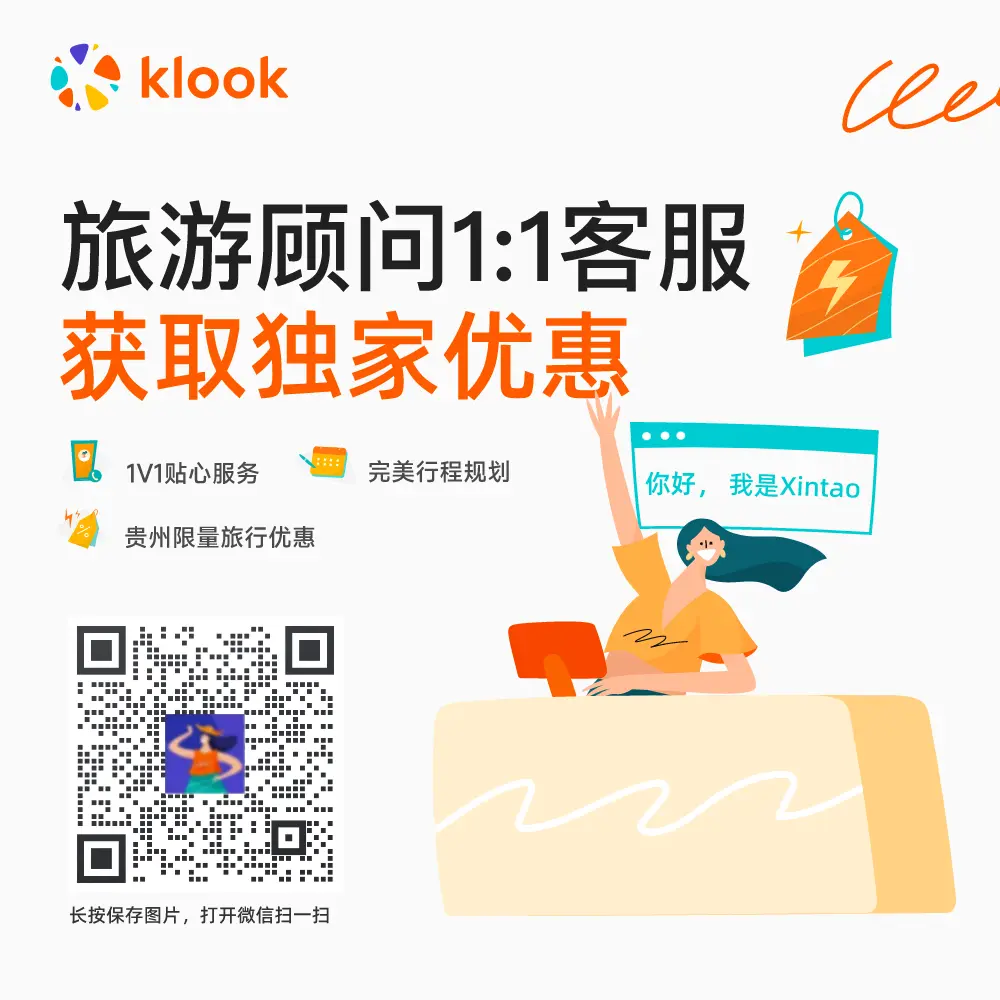 klook
旅游顾问1:1客服
获取独家优惠
1V1贴心服务
完美行程规划
贵州限量旅行优惠
你好， 我是Xintao
长按保存图片，打开微信扫一扫